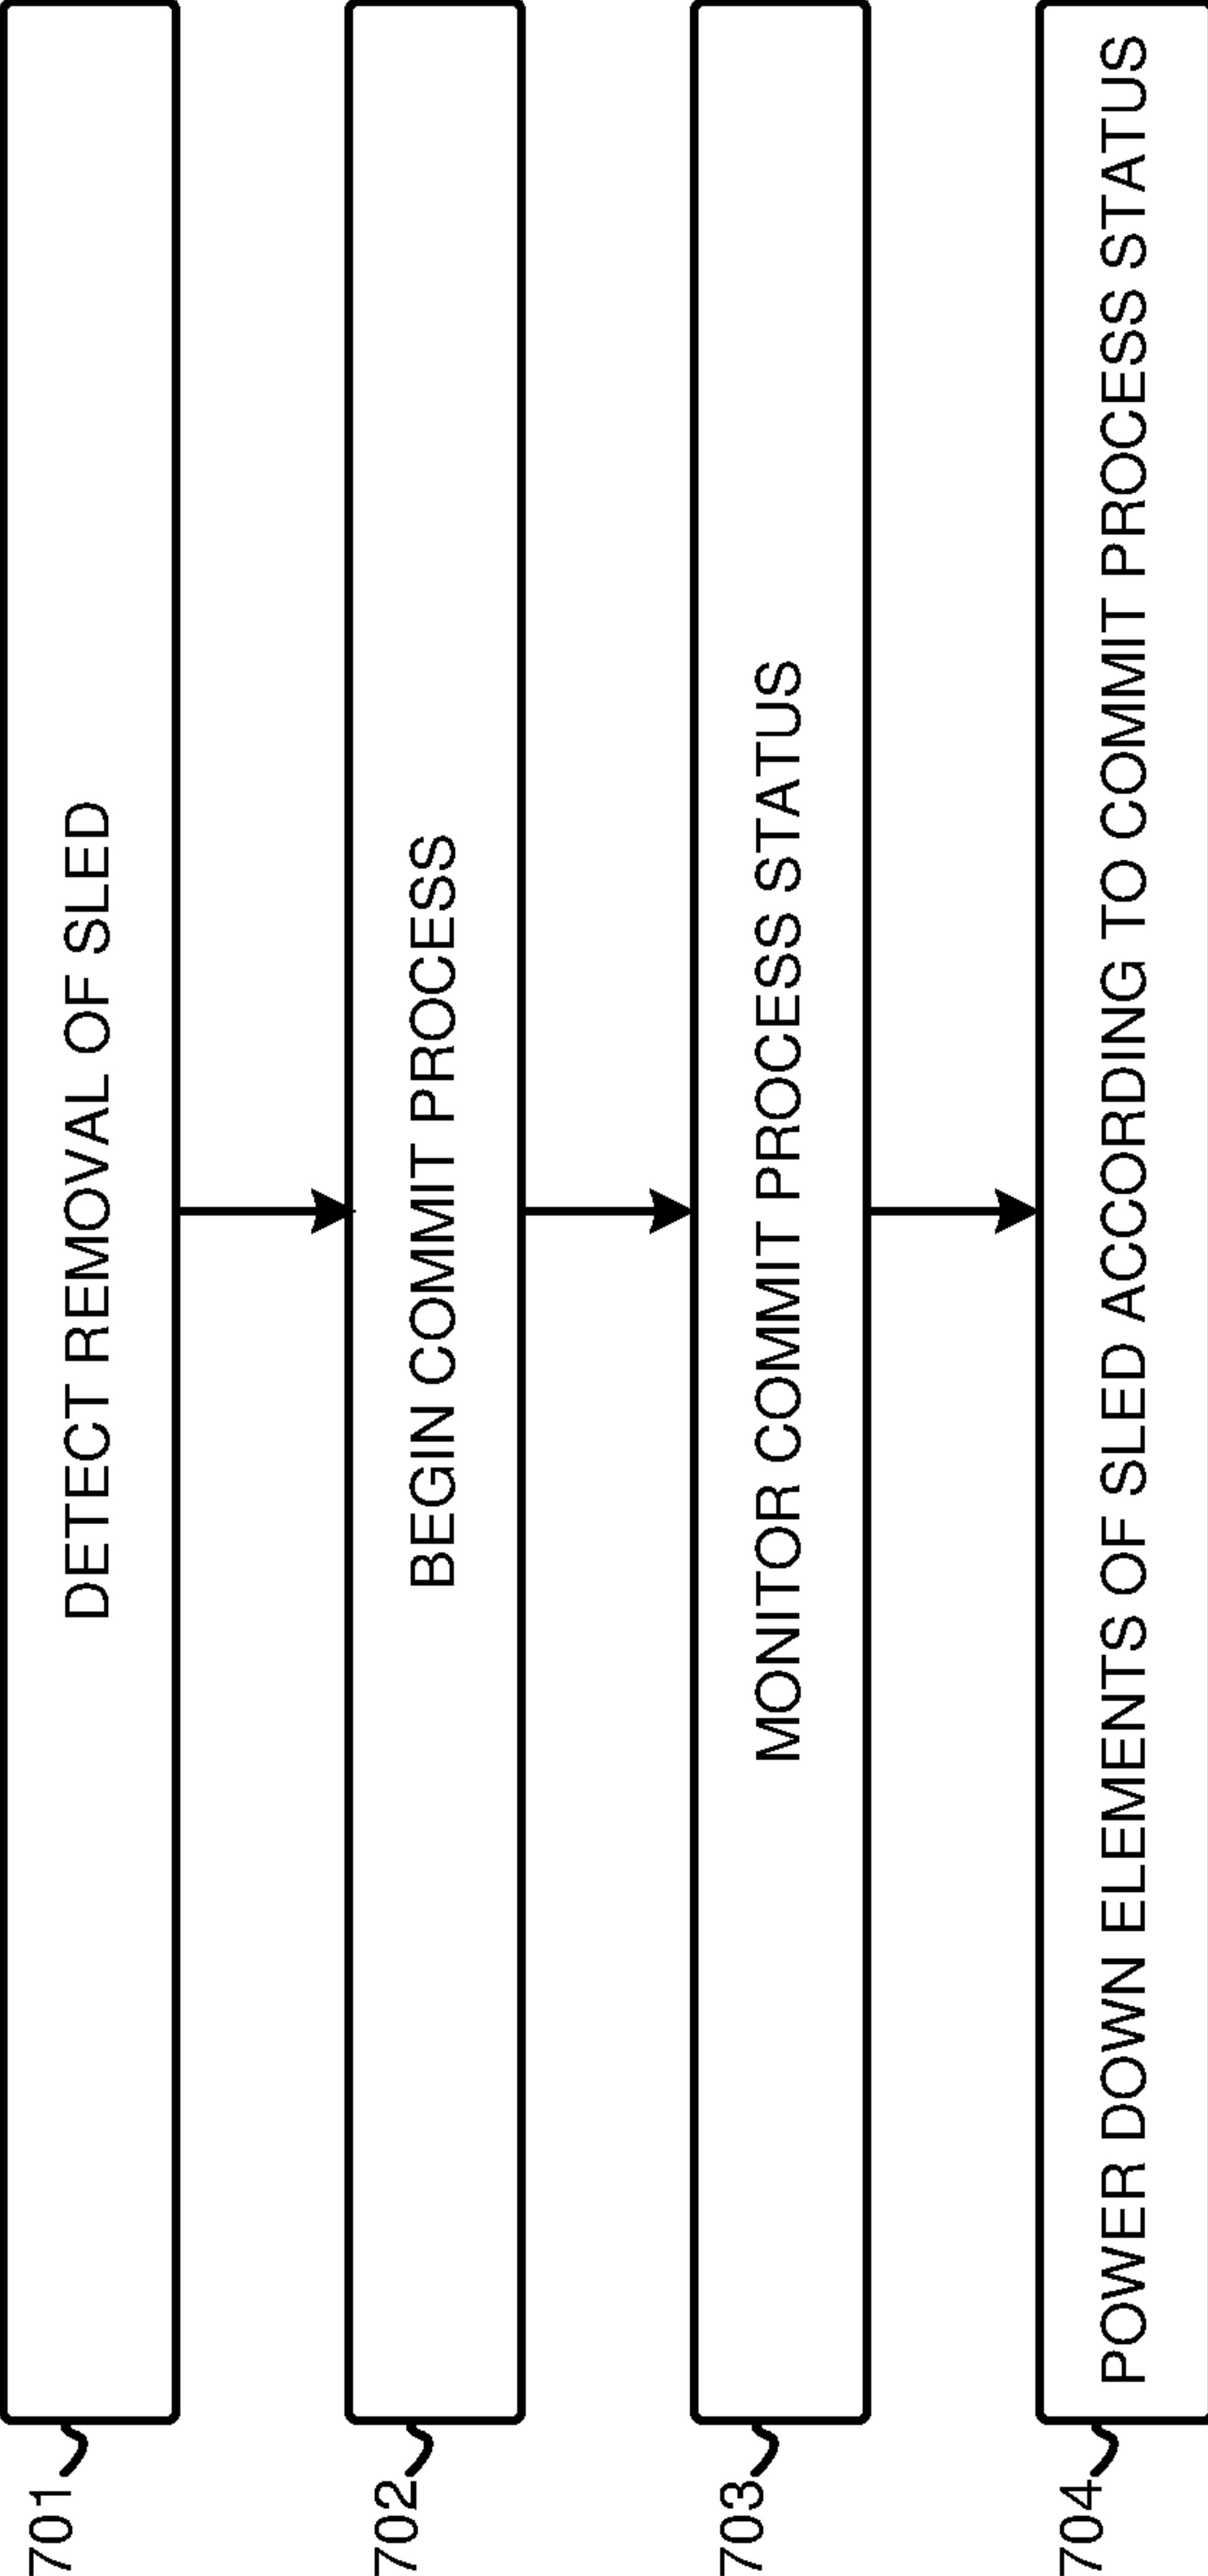 701
DETECT REMOVAL OF SLED
702
BEGIN COMMIT PROCESS
703
MONITOR COMMIT PROCESS STATUS
704
POWER DOWN ELEMENTS OF SLED ACCORDING TO COMMIT PROCESS STATUS